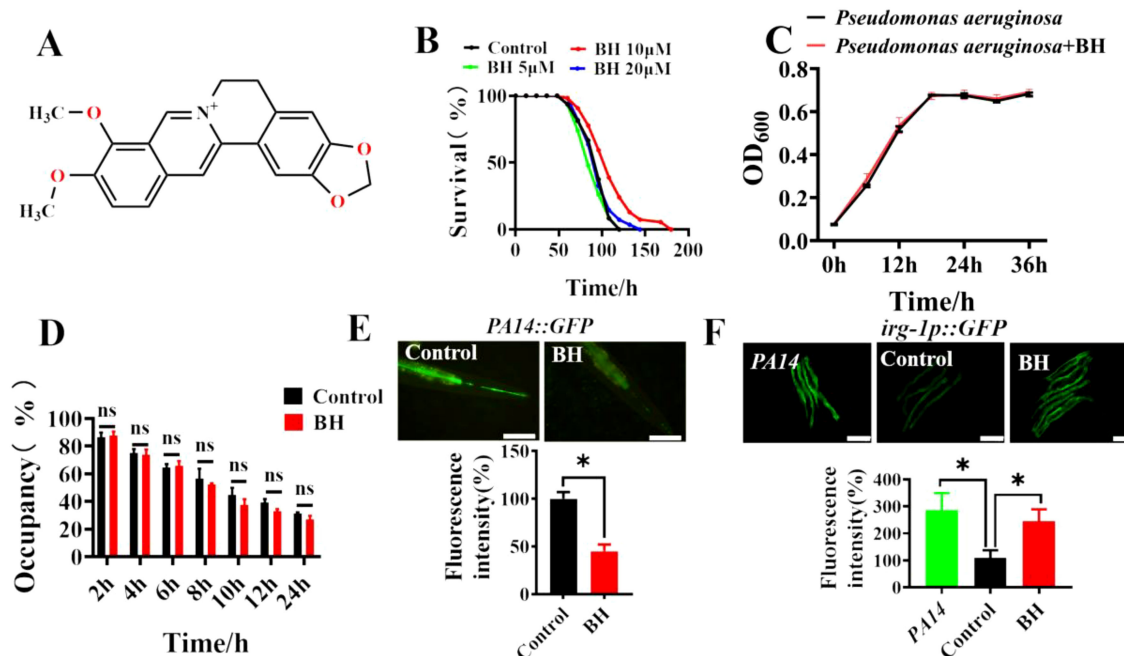 A
H₃C
O
O
H₃C
N⁺
O
O
B
Control
BH 10μM
BH 5μM
BH 20μM
Survival( %)
100
50
0
0
50
100
150
200
Time/h
C
Pseudomonas aeruginosa
Pseudomonas aeruginosa+BH
OD₆₀₀
0.8
0.6
0.4
0.2
0.0
0h
12h
24h
36h
Time/h
D
Control
BH
Occupancy( %)
100
80
60
40
20
0
ns
ns
ns
ns
ns
ns
ns
2h
4h
6h
8h
10h
12h
24h
Time/h
E
PA14::GFP
Control
BH
Fluorescence
intensity(%)
150
100
50
0
*
Control
BH
F
irg-1p::GFP
PA14
Control
BH
Fluorescence
intensity(%)
400
300
200
100
0
*
*
PA14
Control
BH